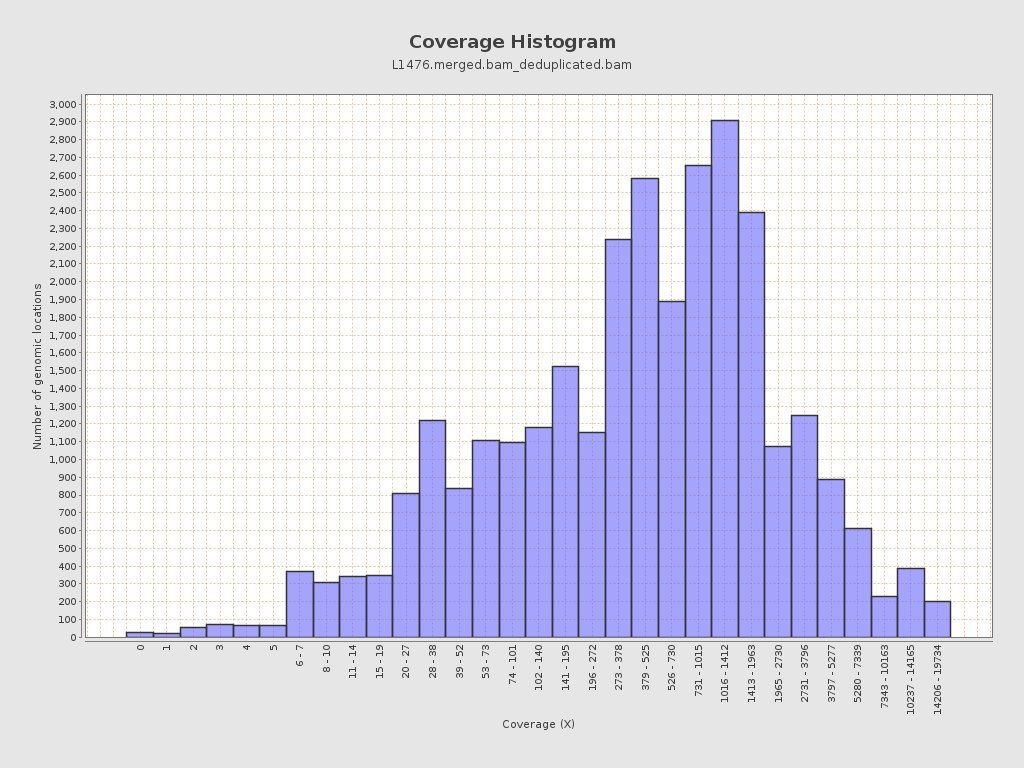 Coverage Histogram
L1476.merged.bam_deduplicated.bam
Number of genomic locations
3,000
2,900
2,800
2,700
2,600
2,500
2,400
2,300
2,200
2,100
2,000
1,900
1,800
1,700
1,600
1,500
1,400
1,300
1,200
1,100
1,000
900
800
700
600
500
400
300
200
100
0
0
1
2
3
4
5
6 - 7
8 - 10
11 - 14
15 - 19
20 - 27
28 - 38
39 - 52
53 - 73
74 - 101
102 - 140
141 - 195
196 - 272
273 - 378
379 - 525
526 - 730
731 - 1015
1016 - 1412
1413 - 1963
1965 - 2730
2731 - 3796
3797 - 5277
5280 - 7339
7343 - 10163
10237 - 14165
14206 - 19734
Coverage (X)